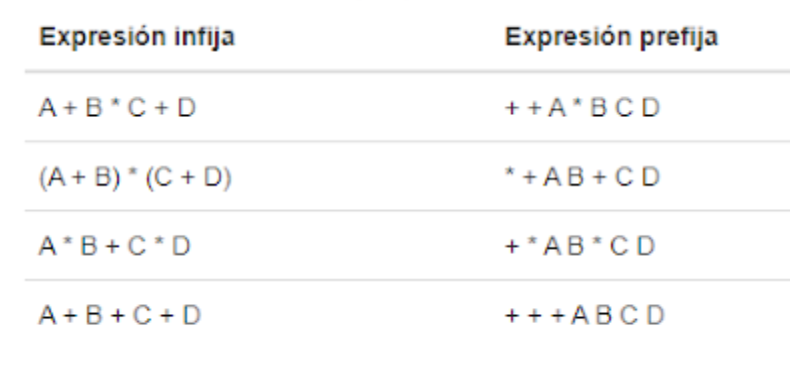 Expresión infija Expresión prefija
A + B * C + D + + A * B C D
(A + B) * (C + D) * + A B + C D
A * B + C * D + * A B * C D
A + B + C + D + + + A B C D